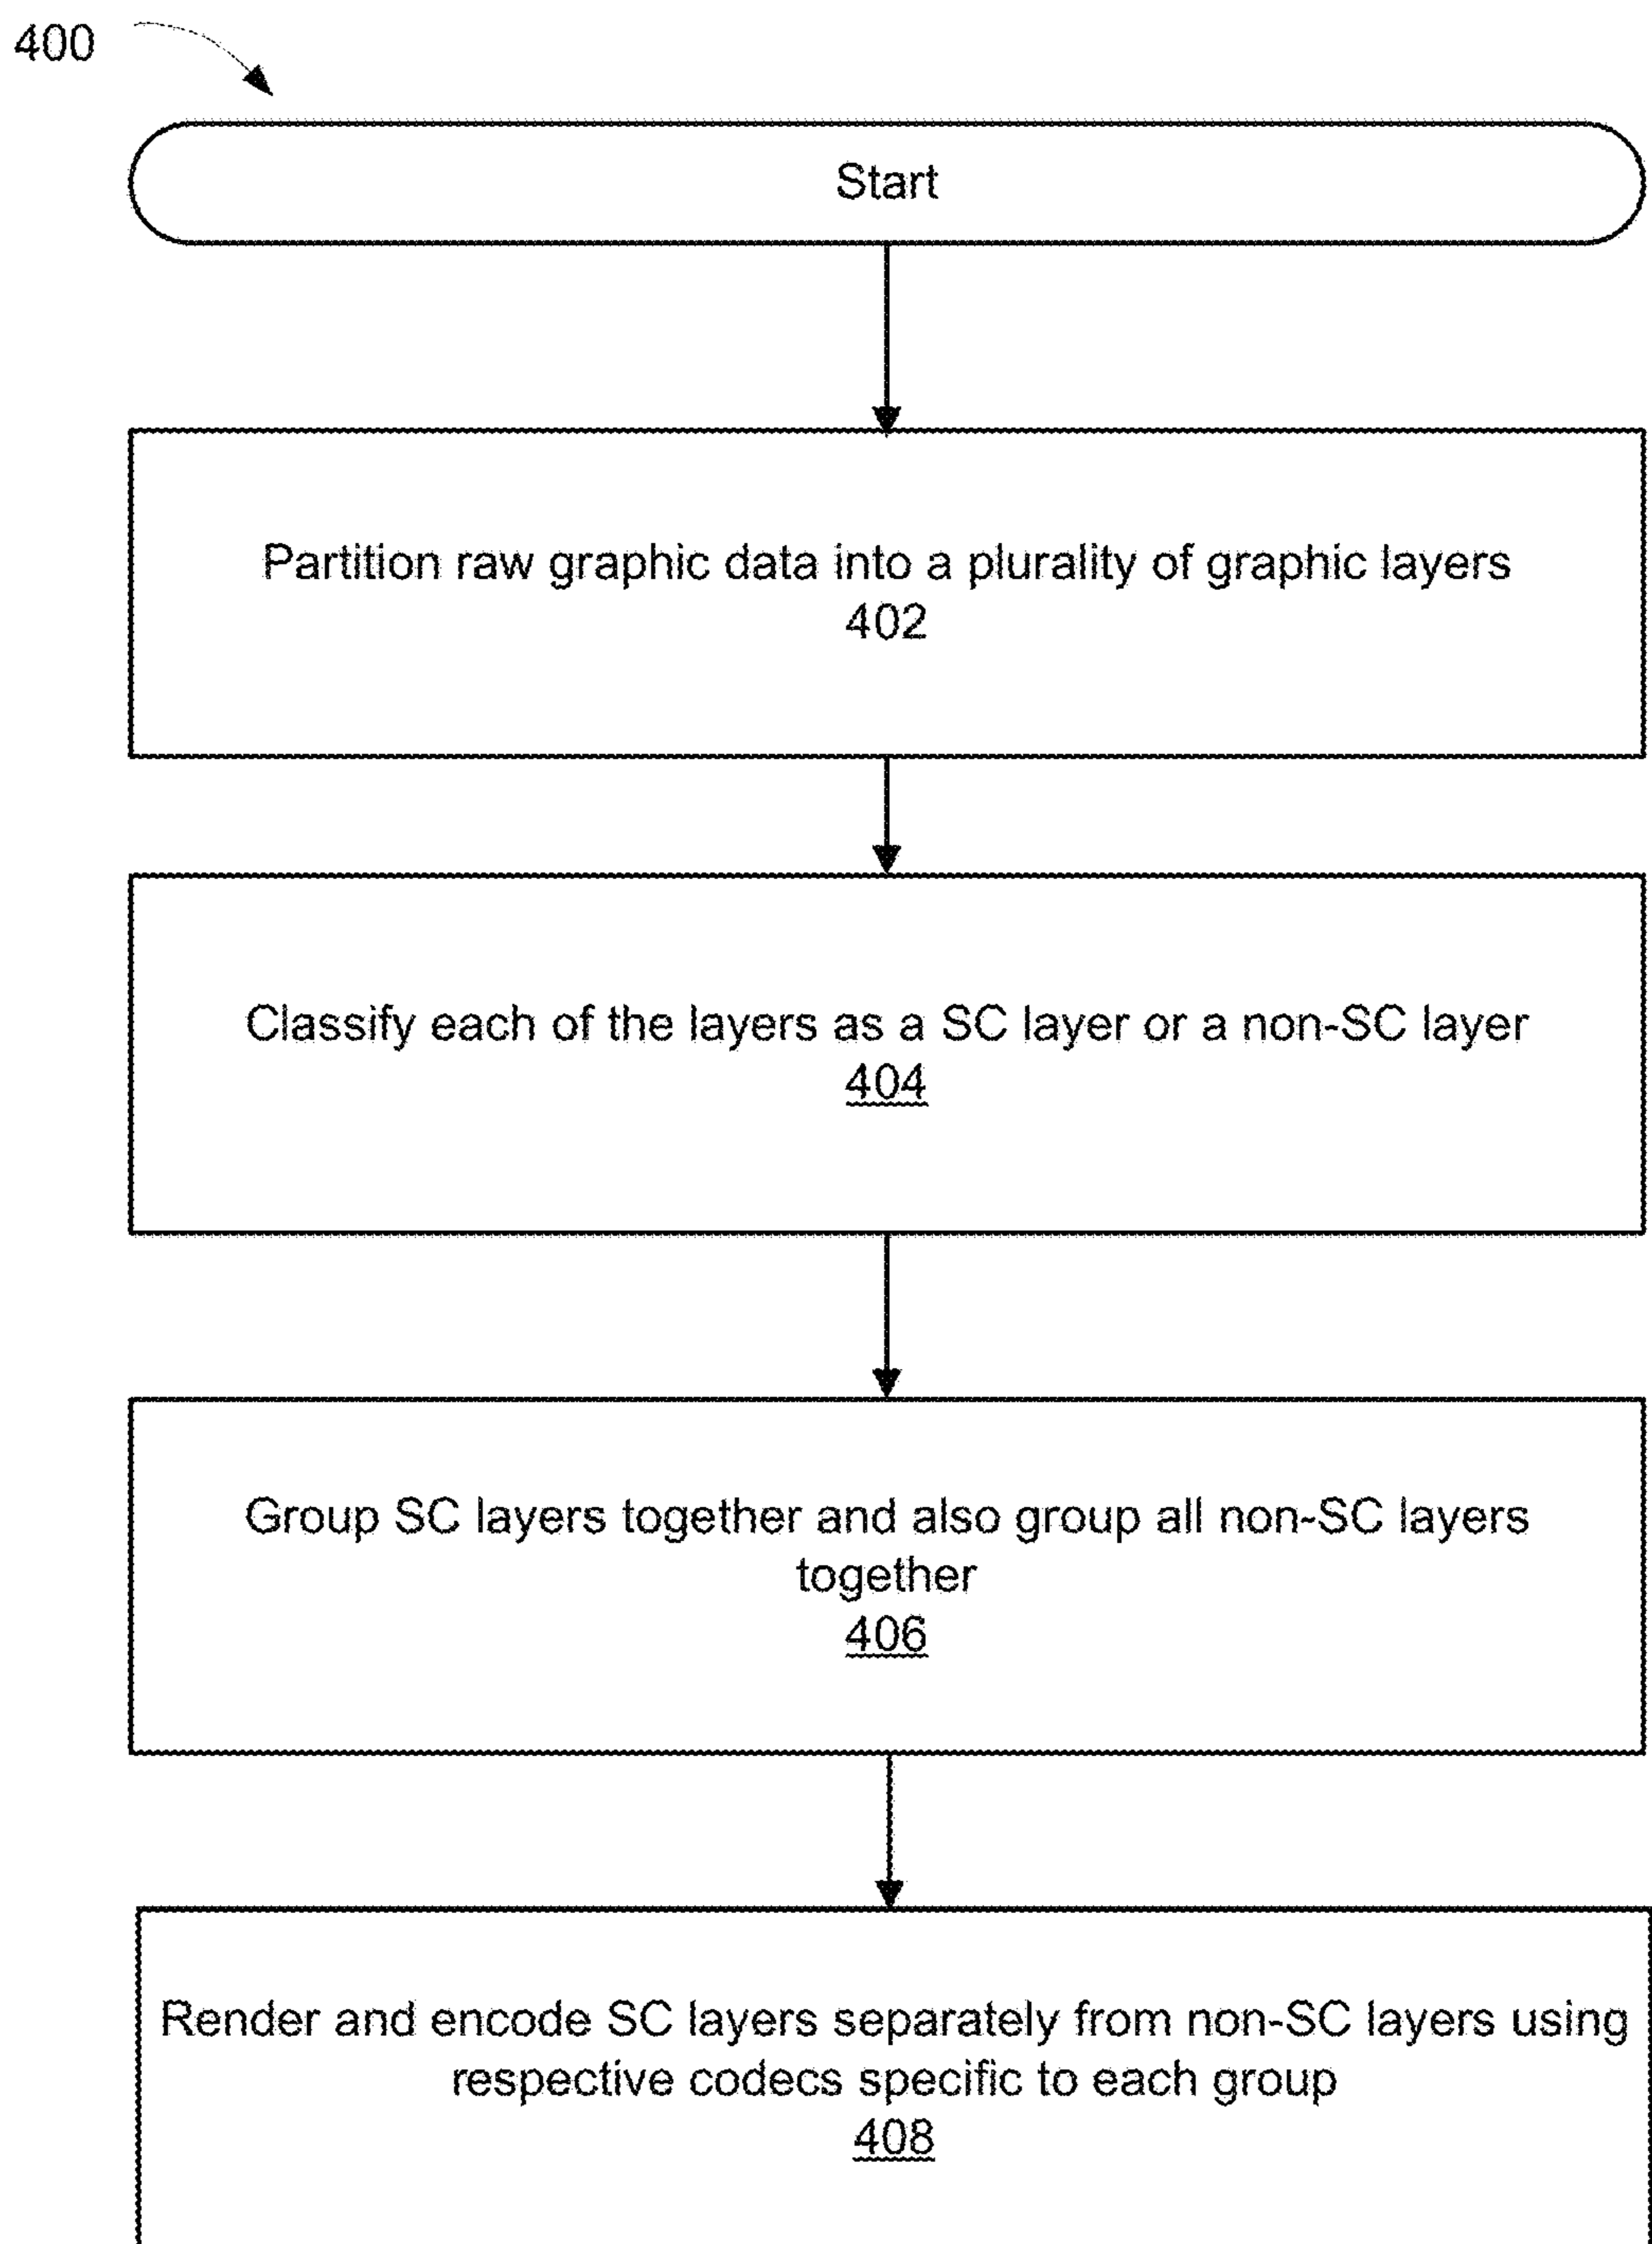 400
Start
Partition raw graphic data into a plurality of graphic layers
402
Classify each of the layers as a SC layer or a non-SC layer
404
Group SC layers together and also group all non-SC layers
together
406
Render and encode SC layers separately from non-SC layers using
respective codecs specific to each group
408